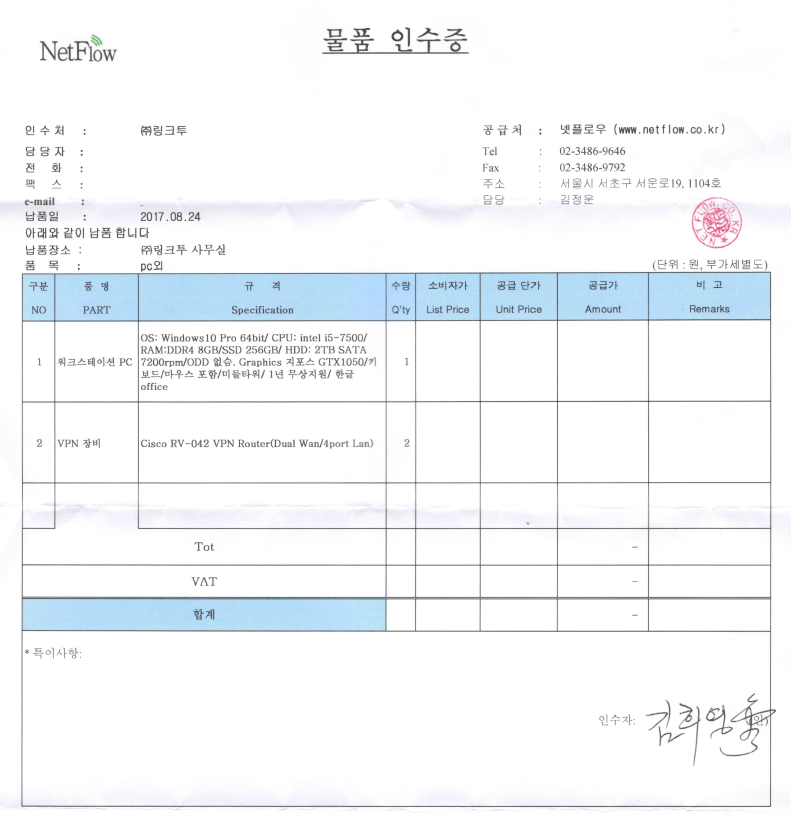 NetFlow
물품 인수증
인 수 처 : ㈜링크투
공 급 처 : 넷플로우 (www.netflow.co.kr)
담 당 자 :
Tel : 02-3486-9646
전 화 :
Fax : 02-3486-9792
팩 스 :
주소 : 서울시 서초구 서운로19, 1104호
e-mail :
담당 : 김정운
납품일 : 2017.08.24
NET FLOW.CO.KR
아래와 같이 납품 합니다
납품장소 : ㈜링크투 사무실
품 목 : pc외
(단위 : 원, 부가세별도)
구분 품 명 규 격 수량 소비자가 공급 단가 공급가 비 고
NO PART Specification Q'ty List Price Unit Price Amount Remarks
OS: Windows10 Pro 64bit/ CPU: intel i5-7500/
RAM:DDR4 8GB/SSD 256GB/ HDD: 2TB SATA
1 워크스테이션 PC 7200rpm/ODD 없슴. Graphics 지포스 GTX1050/키 1
보드/마우스 포함/미들타워/ 1년 무상지원/ 한글
office
2 VPN 장비 Cisco RV-042 VPN Router(Dual Wan/4port Lan) 2
Tot -
VAT -
합계 -
* 특이사항:
인수자: 김희영 (인)